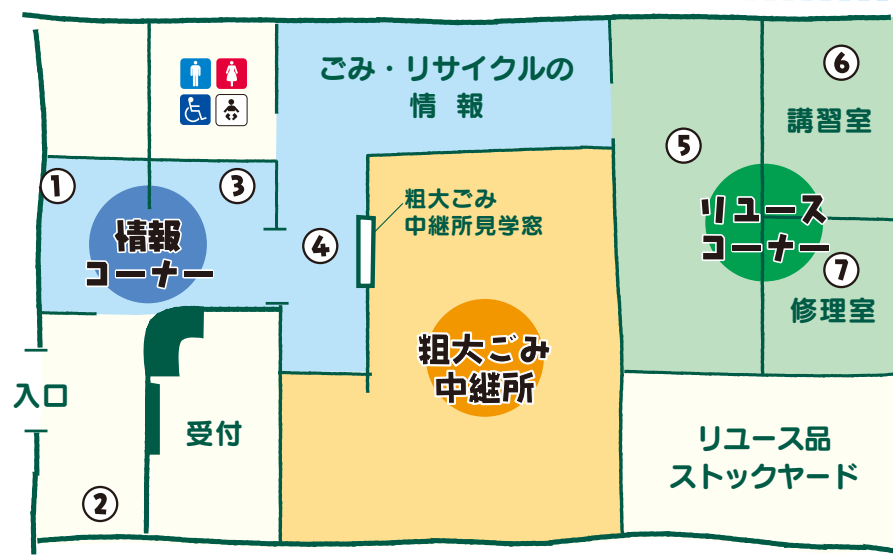 ごみ・リサイクルの
情報
⑥
講習室
⑤
①
③
粗大ごみ
中継所見学窓
リユース
コーナー
情報
コーナー
④
⑦
修理室
粗大ごみ
中継所
入口
受付
リユース品
ストックヤード
②